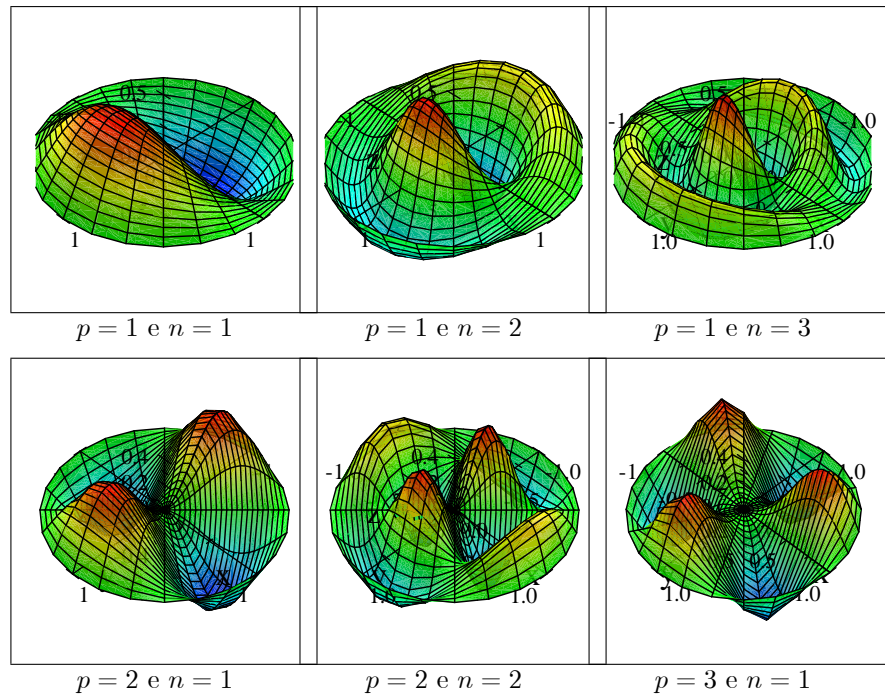 0.5 0.5 0.5
-1 -1 -1.0
Z 0.5
1 1 1 1 1.0 1.0
p = 1 e n = 1 p = 1 e n = 2 p = 1 e n = 3
0.4 0.4
-1 -1.0 -1 -1.0
0.5
X
1 1 1.0 1.0 y 1.0 1.0
p = 2 e n = 1 p = 2 e n = 2 p = 3 e n = 1